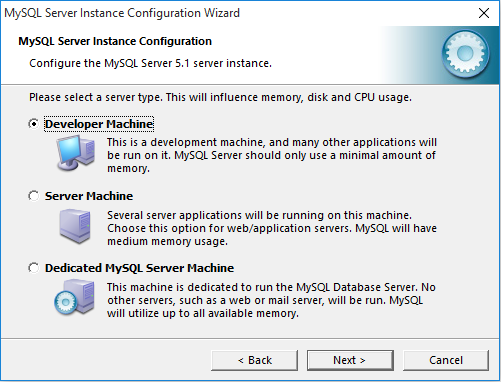 MySQL Server Instance Configuration Wizard
MySQL Server Instance Configuration
Configure the MySQL Server 5.1 server instance.
Please select a server type. This will influence memory, disk and CPU usage.
Developer Machine
This is a development machine, and many other applications will
be run on it. MySQL Server should only use a minimal amount of
memory.
Server Machine
Several server applications will be running on this machine.
Choose this option for web/application servers. MySQL will have
medium memory usage.
Dedicated MySQL Server Machine
This machine is dedicated to run the MySQL Database Server. No
other servers, such as a web or mail server, will be run. MySQL
will utilize up to all available memory.
< Back Next > Cancel